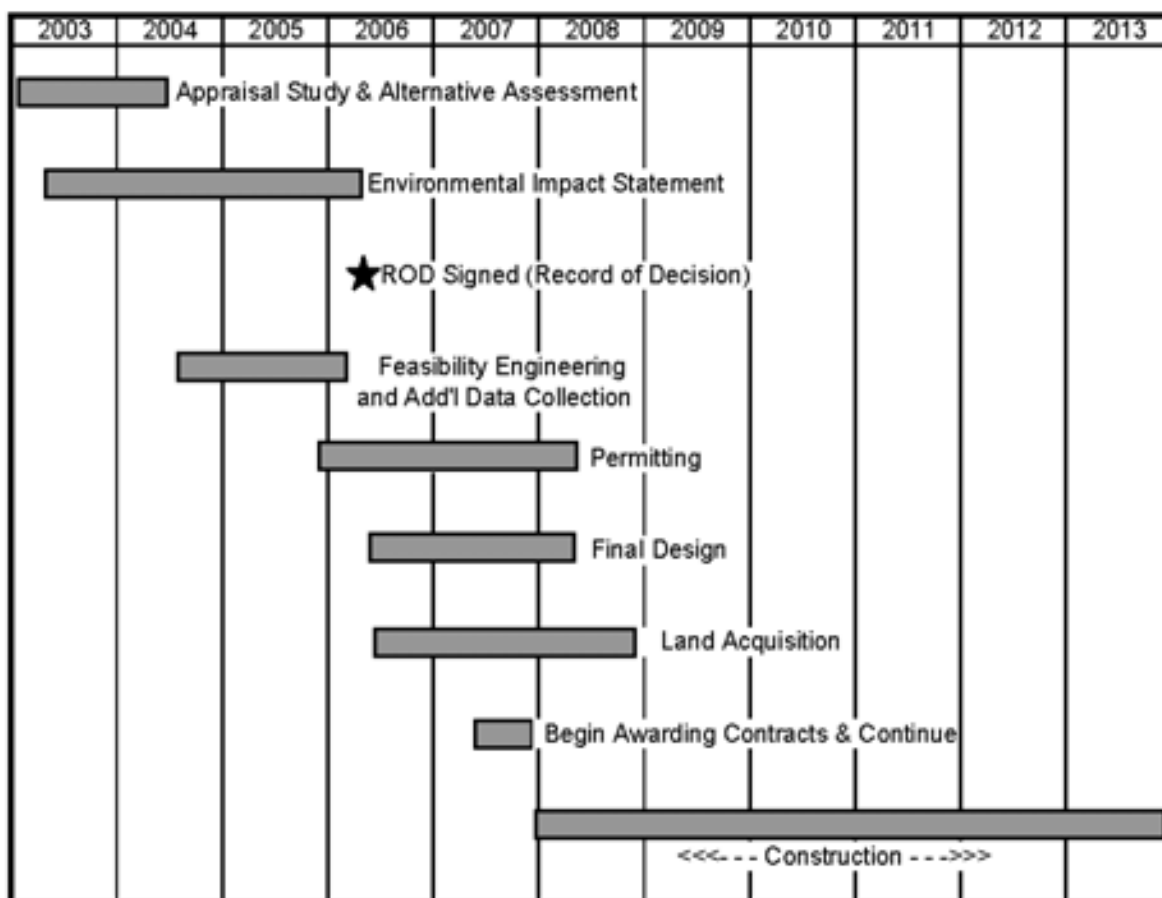 2003 2004 2005 2006 2007 2008 2009 2010 2011 2012 2013
Appraisal Study & Alternative Assessment
Environmental Impact Statement
ROD Signed (Record of Decision)
Feasibility Engineering
and Add'l Data Collection
Permitting
Final Design
Land Acquisition
Begin Awarding Contracts & Continue
<<<- - - Construction - - ->>>